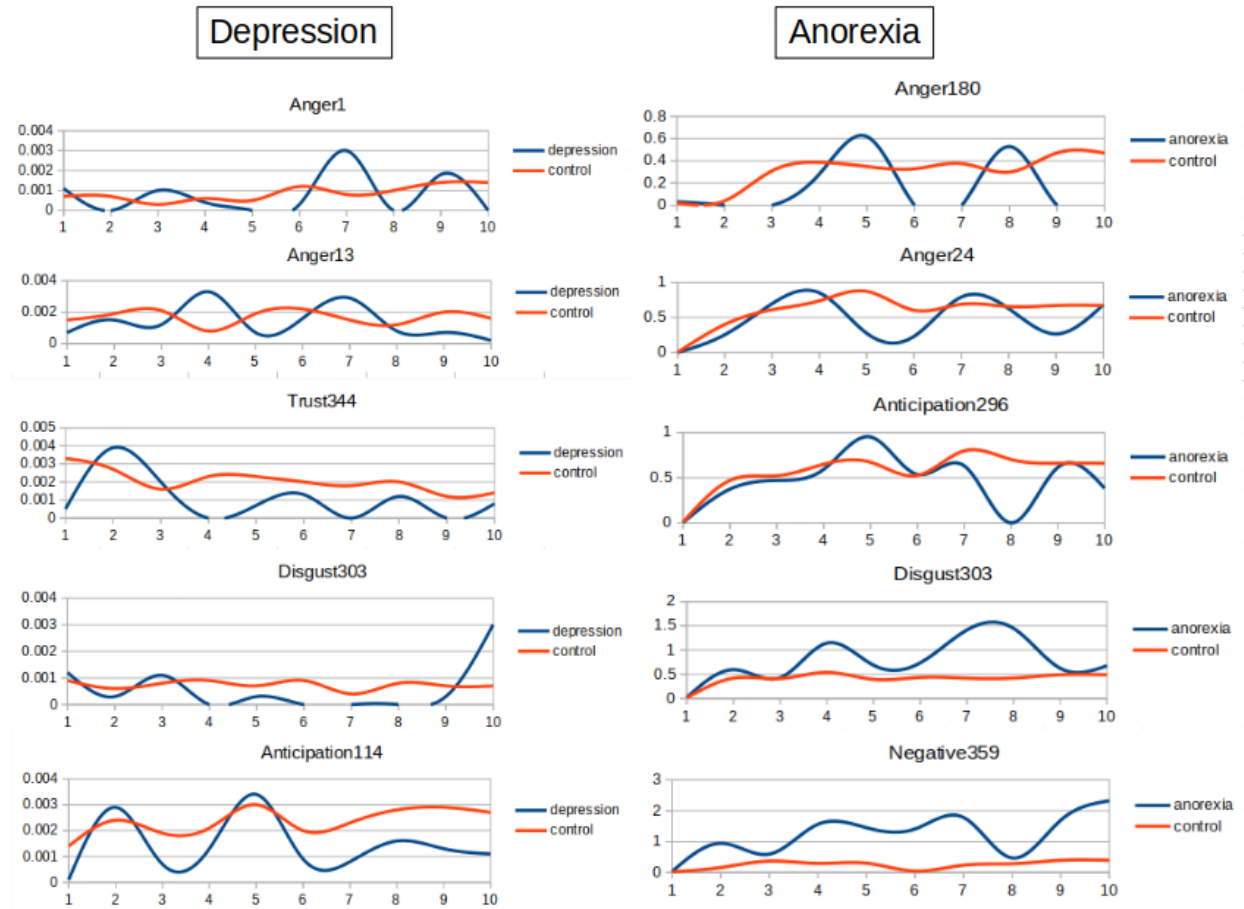 Depression
Anger1
0.004
0.003
0.002
0.001
0
1 2 3 4 5 6 7 8 9 10
depression
control
Anger13
0.004
0.002
0
1 2 3 4 5 6 7 8 9 10
depression
control
Trust344
0.005
0.004
0.003
0.002
0.001
0
1 2 3 4 5 6 7 8 9 10
depression
control
Disgust303
0.004
0.003
0.002
0.001
0
1 2 3 4 5 6 7 8 9 10
depression
control
Anticipation114
0.004
0.003
0.002
0.001
0
1 2 3 4 5 6 7 8 9 10
depression
control
Anorexia
Anger180
0.8
0.6
0.4
0.2
0
1 2 3 4 5 6 7 8 9 10
anorexia
control
Anger24
1
0.5
0
1 2 3 4 5 6 7 8 9 10
anorexia
control
Anticipation296
1
0.5
0
1 2 3 4 5 6 7 8 9 10
anorexia
control
Disgust303
2
1.5
1
0.5
0
1 2 3 4 5 6 7 8 9 10
anorexia
control
Negative359
3
2
1
0
1 2 3 4 5 6 7 8 9 10
anorexia
control